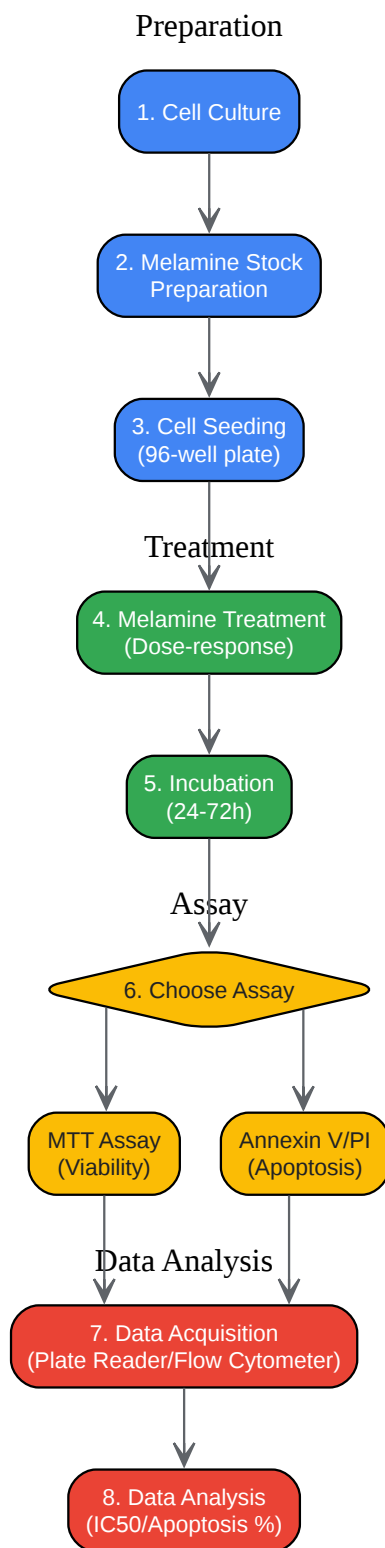 Preparation
1. Cell Culture
2. Melamine Stock
Preparation
3. Cell Seeding
(96-well plate)
Treatment
4. Melamine Treatment
(Dose-response)
5. Incubation
(24-72h)
Assay
6. Choose Assay
MTT Assay
(Viability)
Annexin V/PI
(Apoptosis)
Data Analysis
7. Data Acquisition
(Plate Reader/Flow Cytometer)
8. Data Analysis
(IC50/Apoptosis %)